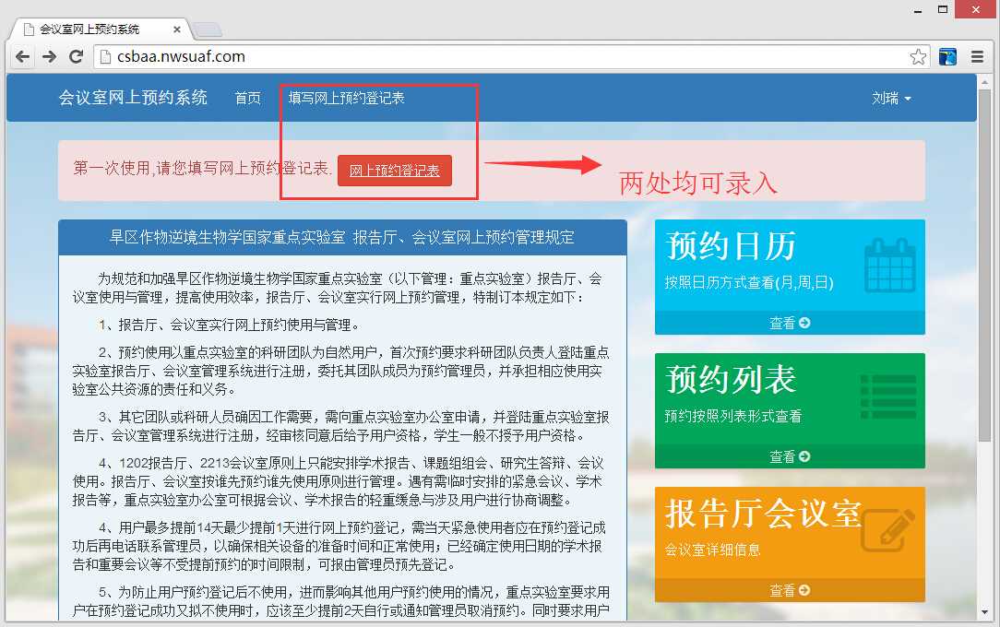 会议室网上预约系统
csbaa.nwsuaf.com
会议室网上预约系统 首页 填写网上预约登记表 刘瑞
第一次使用,请您填写网上预约登记表. 网上预约登记表
两处均可录入
旱区作物逆境生物学国家重点实验室 报告厅、会议室网上预约管理规定
为规范和加强旱区作物逆境生物学国家重点实验室（以下管理：重点实验室）报告厅、会
议室使用与管理，提高使用效率，报告厅、会议室实行网上预约管理，特制订本规定如下：
1、报告厅、会议室实行网上预约使用与管理。
2、预约使用以重点实验室的科研团队为自然用户，首次预约要求科研团队负责人登陆重点
实验室报告厅、会议室管理系统进行注册，委托其团队成员为预约管理员，并承担相应使用实
验室公共资源的责任和义务。
3、其它团队或科研人员确因工作需要，需向重点实验室办公室申请，并登陆重点实验室报
告厅、会议室管理系统进行注册，经审核同意后给予用户资格，学生一般不授予用户资格。
4、1202报告厅、2213会议室原则上只能安排学术报告、课题组组会、研究生答辩、会议
使用。报告厅、会议室按谁先预约谁先使用原则进行管理。遇有需临时安排的紧急会议、学术
报告等，重点实验室办公室可根据会议、学术报告的轻重缓急与涉及用户进行协商调整。
4、用户最多提前14天最少提前1天进行网上预约登记，需当天紧急使用者应在预约登记成
功后再电话联系管理员，以确保相关设备的准备时间和正常使用；已经确定使用日期的学术报
告和重要会议等不受提前预约的时间限制，可报由管理员预先登记。
5、为防止用户预约登记后不使用，进而影响其他用户预约使用的情况，重点实验室要求用
户在预约登记成功又拟不使用时，应该至少提前2天自行或通知管理员取消预约。同时要求用户
预约日历
按照日历方式查看(月,周,日)
查看
预约列表
预约按照列表形式查看
查看
报告厅会议室
会议室详细信息
查看